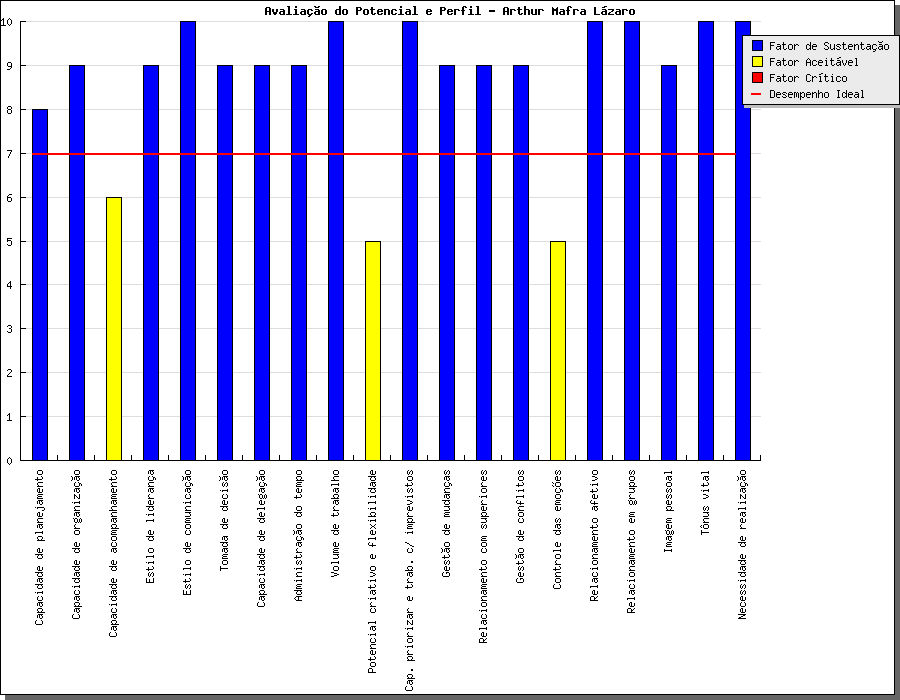 Avaliação do Potencial e Perfil - Arthur Mafra Lázaro
10
9
8
7
6
5
4
3
2
1
0
Fator de Sustentação
Fator Aceitável
Fator Crítico
Desempenho Ideal
Capacidade de planejamento
Capacidade de organização
Capacidade de acompanhamento
Estilo de liderança
Estilo de comunicação
Tomada de decisão
Capacidade de delegação
Administração do tempo
Volume de trabalho
Potencial criativo e flexibilidade
Cap. priorizar e trab. c/ imprevistos
Gestão de mudanças
Relacionamento com superiores
Gestão de conflitos
Controle das emoções
Relacionamento afetivo
Relacionamento em grupos
Imagem pessoal
Tônus vital
Necessidade de realização